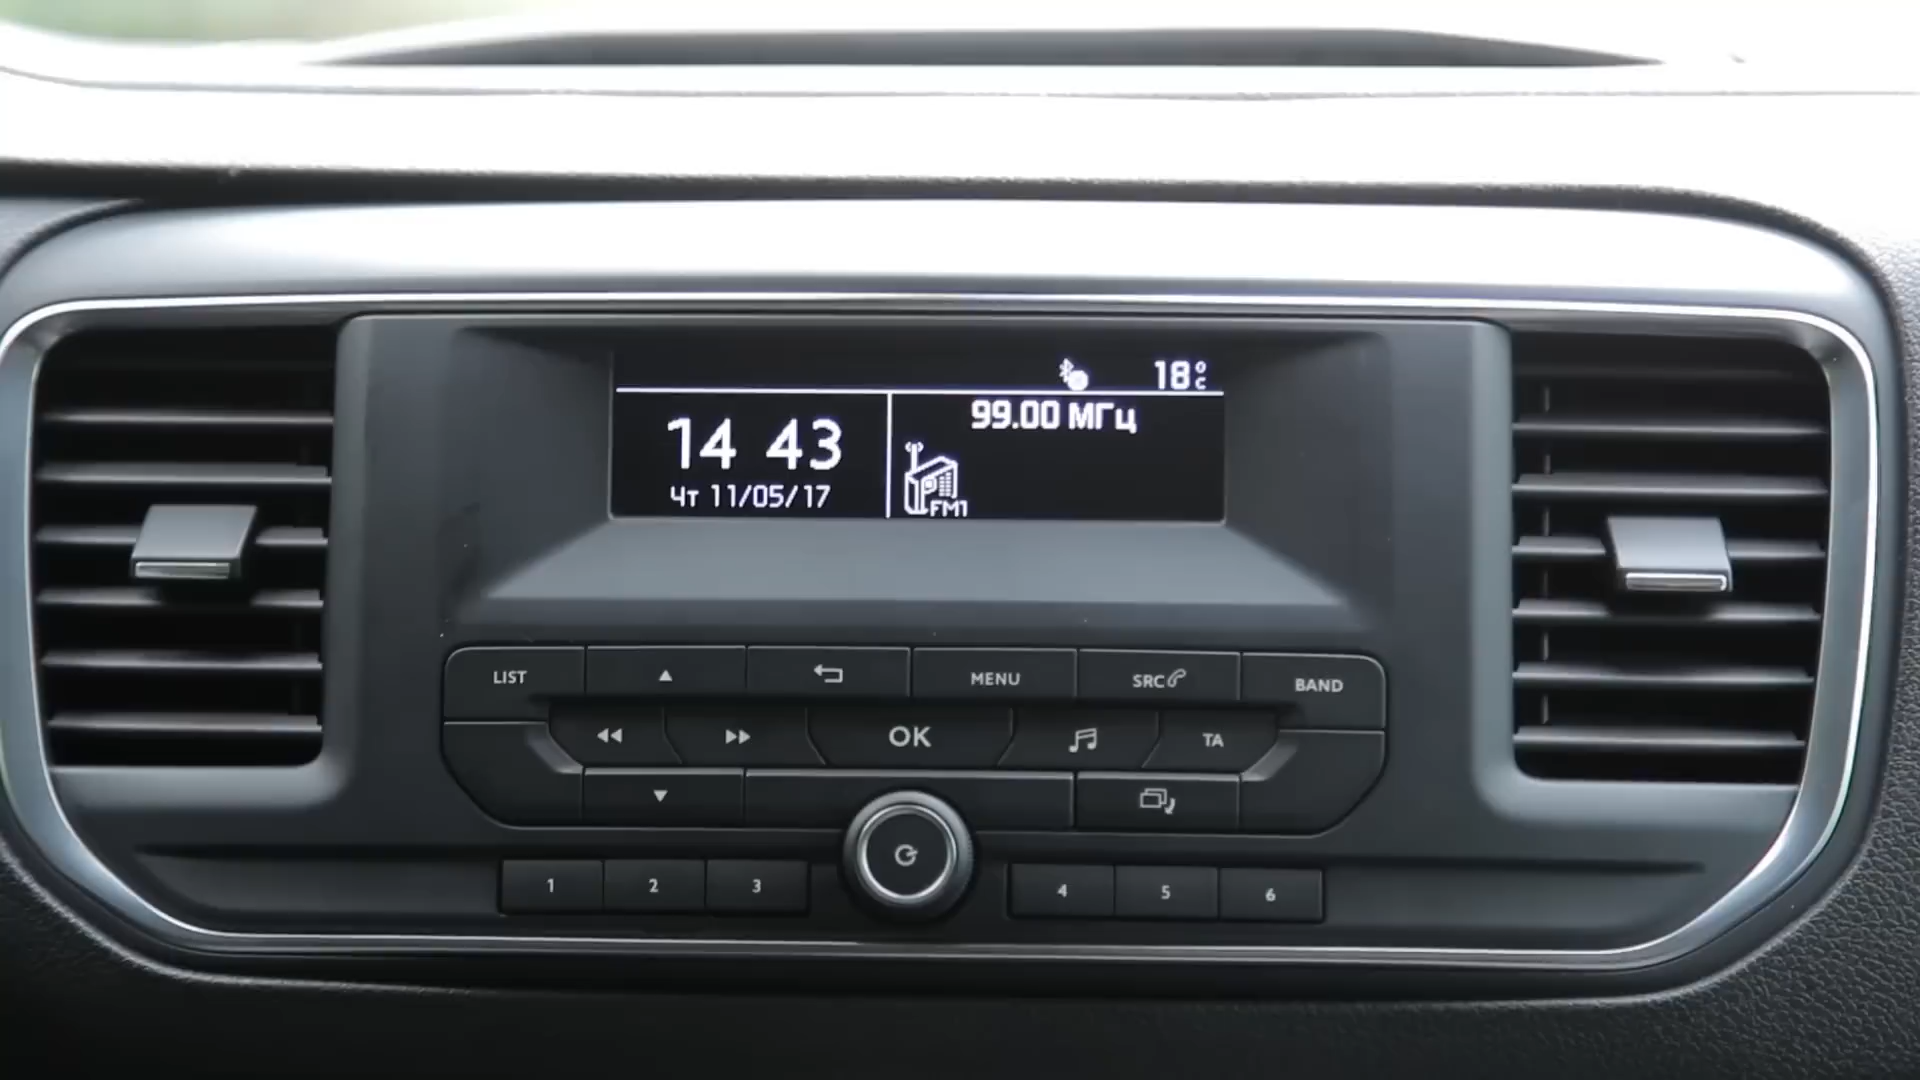 18°C
14 43
99.00 МГц
Чт 11/05/17
FM1
LIST
MENU
SRC
BAND
OK
TA
1
2
3
4
5
6